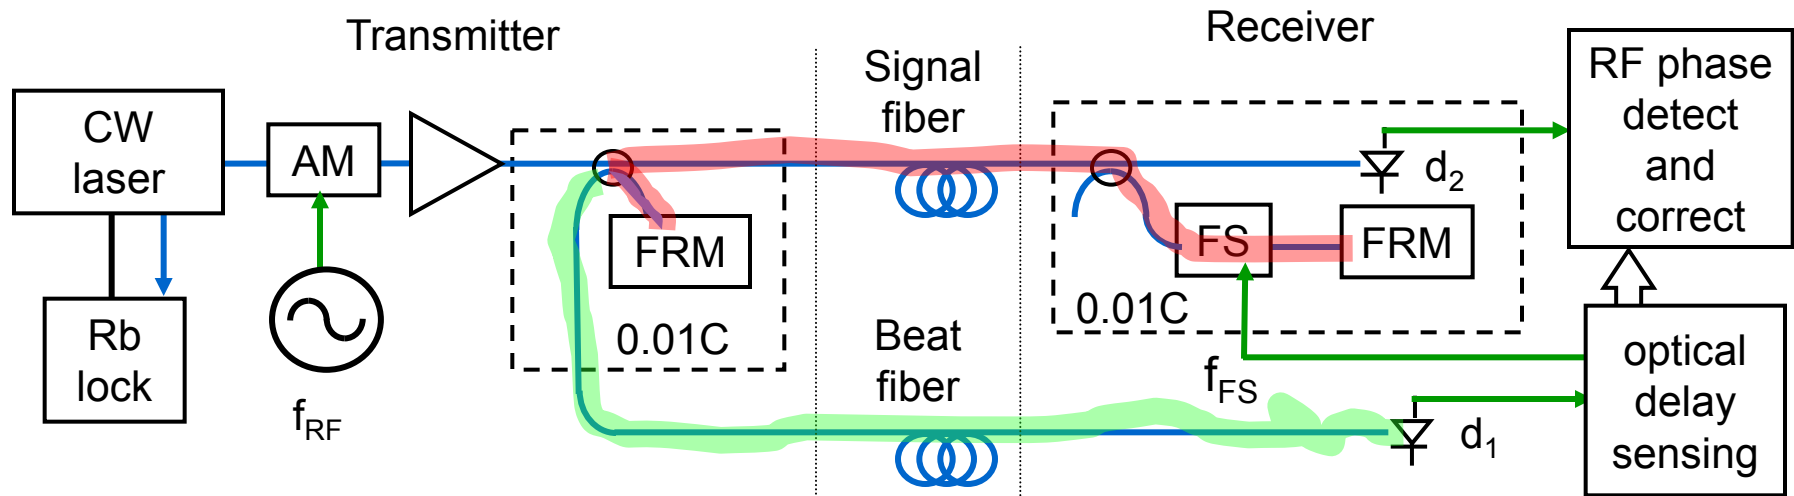 Transmitter
Signal
fiber
Receiver
RF phase
detect
and
correct
CW
laser
AM
d2
FRM
FS
FRM
0.01C
0.01C
Rb
lock
fRF
Beat
fiber
fFS
d1
optical
delay
sensing